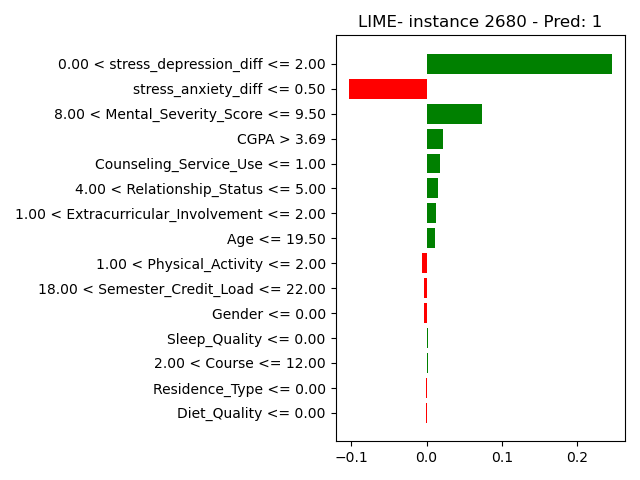 LIME- instance 2680 - Pred: 1
0.00 < stress_depression_diff <= 2.00
stress_anxiety_diff <= 0.50
8.00 < Mental_Severity_Score <= 9.50
CGPA > 3.69
Counseling_Service_Use <= 1.00
4.00 < Relationship_Status <= 5.00
1.00 < Extracurricular_Involvement <= 2.00
Age <= 19.50
1.00 < Physical_Activity <= 2.00
18.00 < Semester_Credit_Load <= 22.00
Gender <= 0.00
Sleep_Quality <= 0.00
2.00 < Course <= 12.00
Residence_Type <= 0.00
Diet_Quality <= 0.00
−0.1 0.0 0.1 0.2